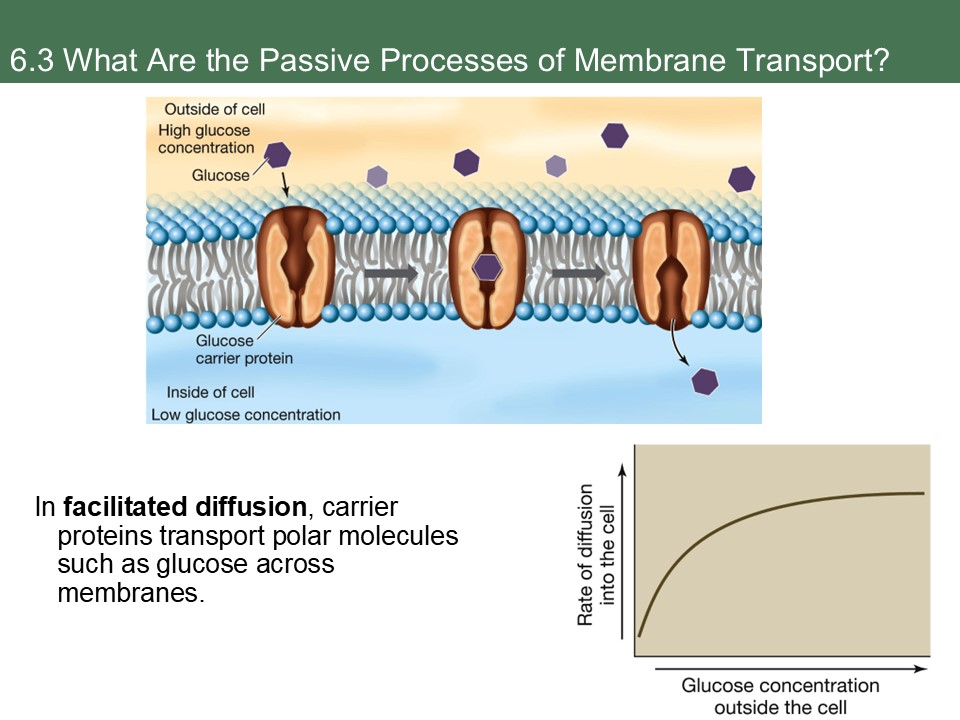 6.3 What Are the Passive Processes of Membrane Transport?
Outside of cell
High glucose
concentration
Glucose
Glucose
carrier protein
Inside of cell
Low glucose concentration
In facilitated diffusion, carrier
proteins transport polar molecules
such as glucose across
membranes.
Rate of diffusion
into the cell
Glucose concentration
outside the cell